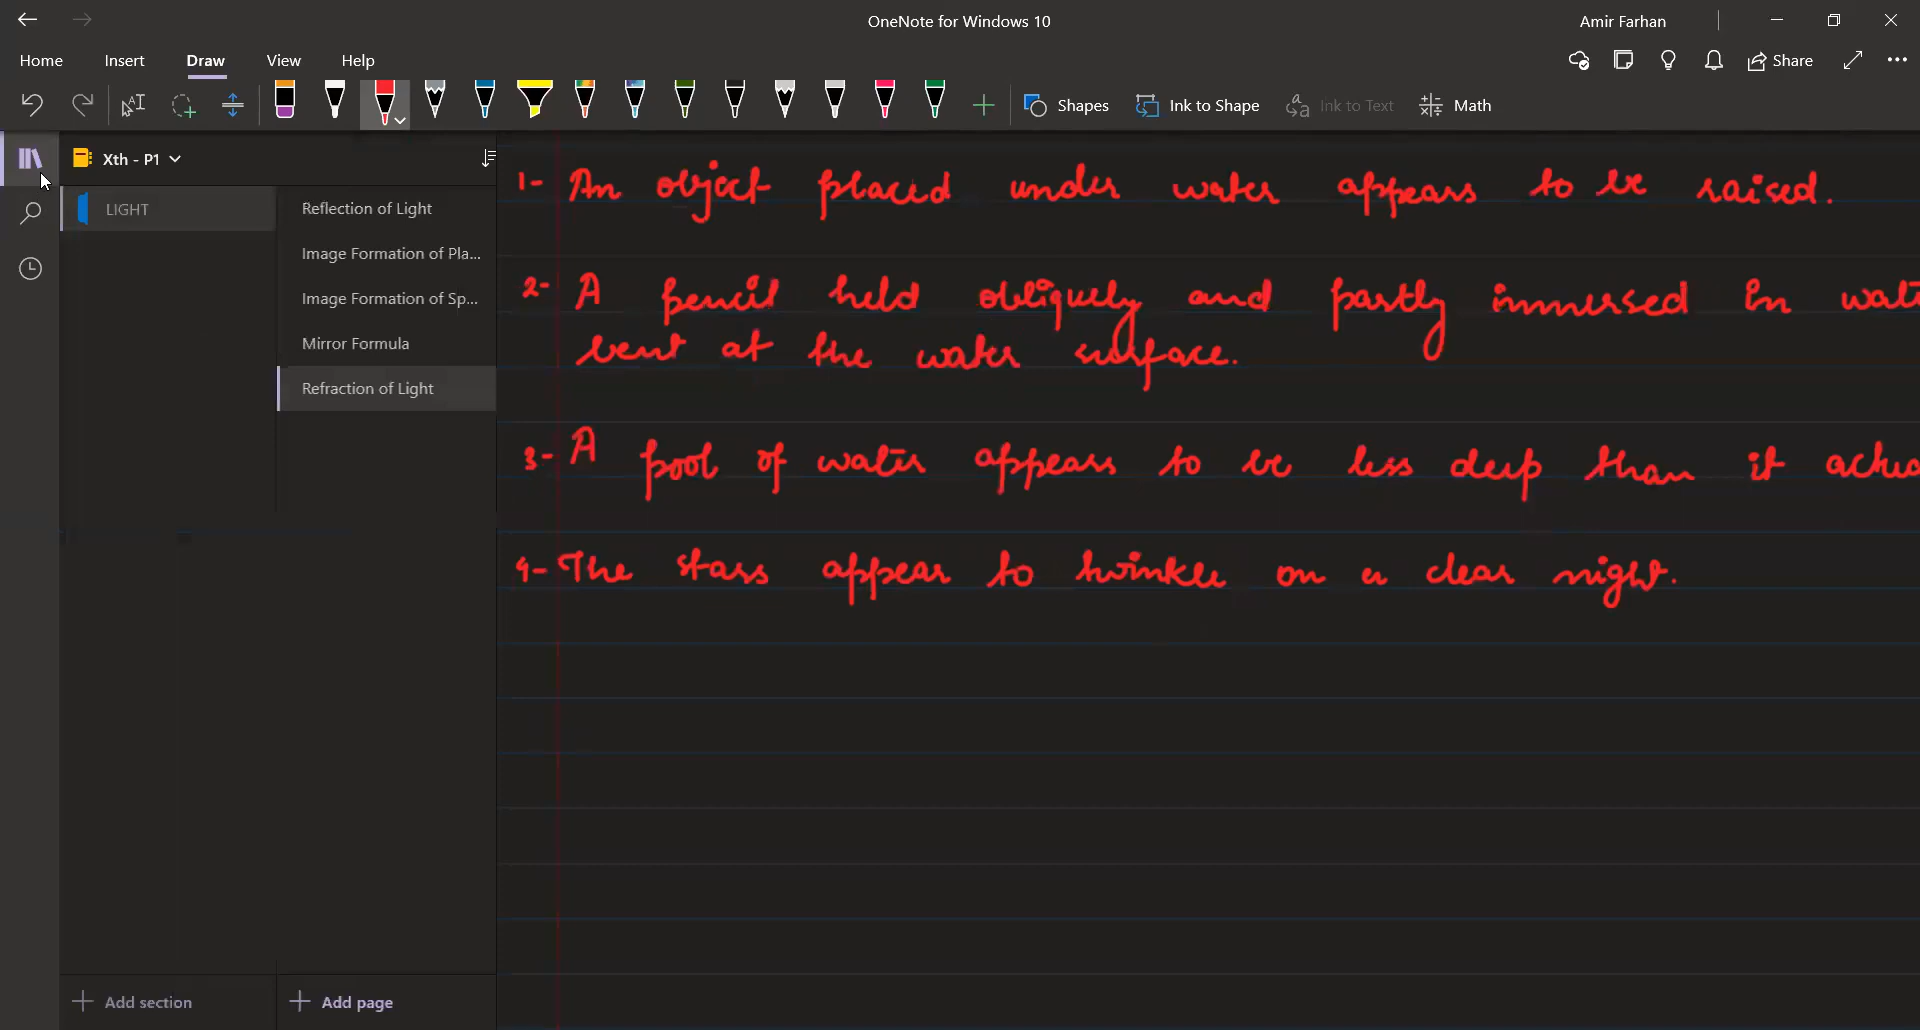 OneNote for Windows 10
Amir Farhan
Home Insert Draw View Help
Share
Shapes Ink to Shape Ink to Text Math
Xth - P1
LIGHT
Reflection of Light
Image Formation of Pla...
Image Formation of Sp...
Mirror Formula
Refraction of Light
Add section
Add page
1- An object placed under water appears to be raised.
2- A pencil held obliquely and partly immersed in wate
bent at the water surface.
3- A pool of water appears to be less deep than it actua
4- The stars appear to twinkle on a clear night.